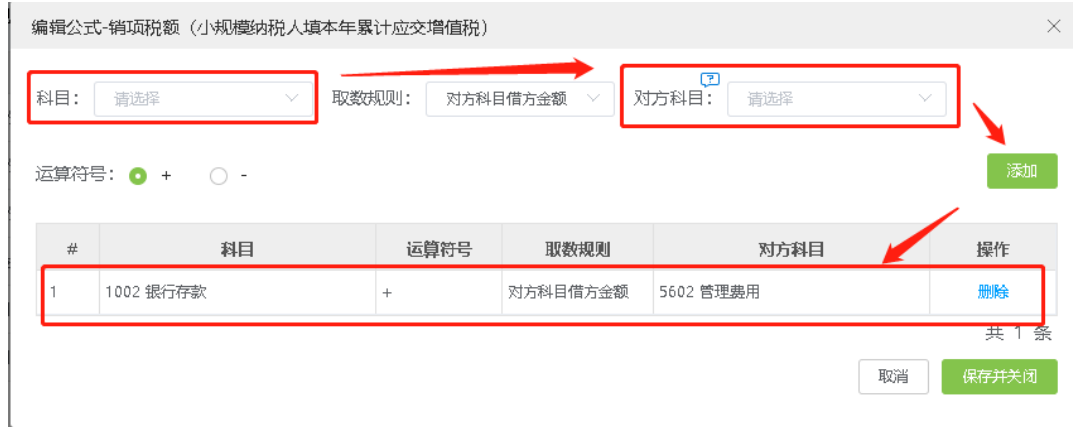 编辑公式-销项税额（小规模纳税人填本年累计应交增值税）
科目： 请选择 取数规则： 对方科目借方金额 对方科目： 请选择
运算符号： + -
添加
# 科目 运算符号 取数规则 对方科目 操作
1 1002 银行存款 + 对方科目借方金额 5602 管理费用 删除
共 1 条
取消 保存并关闭